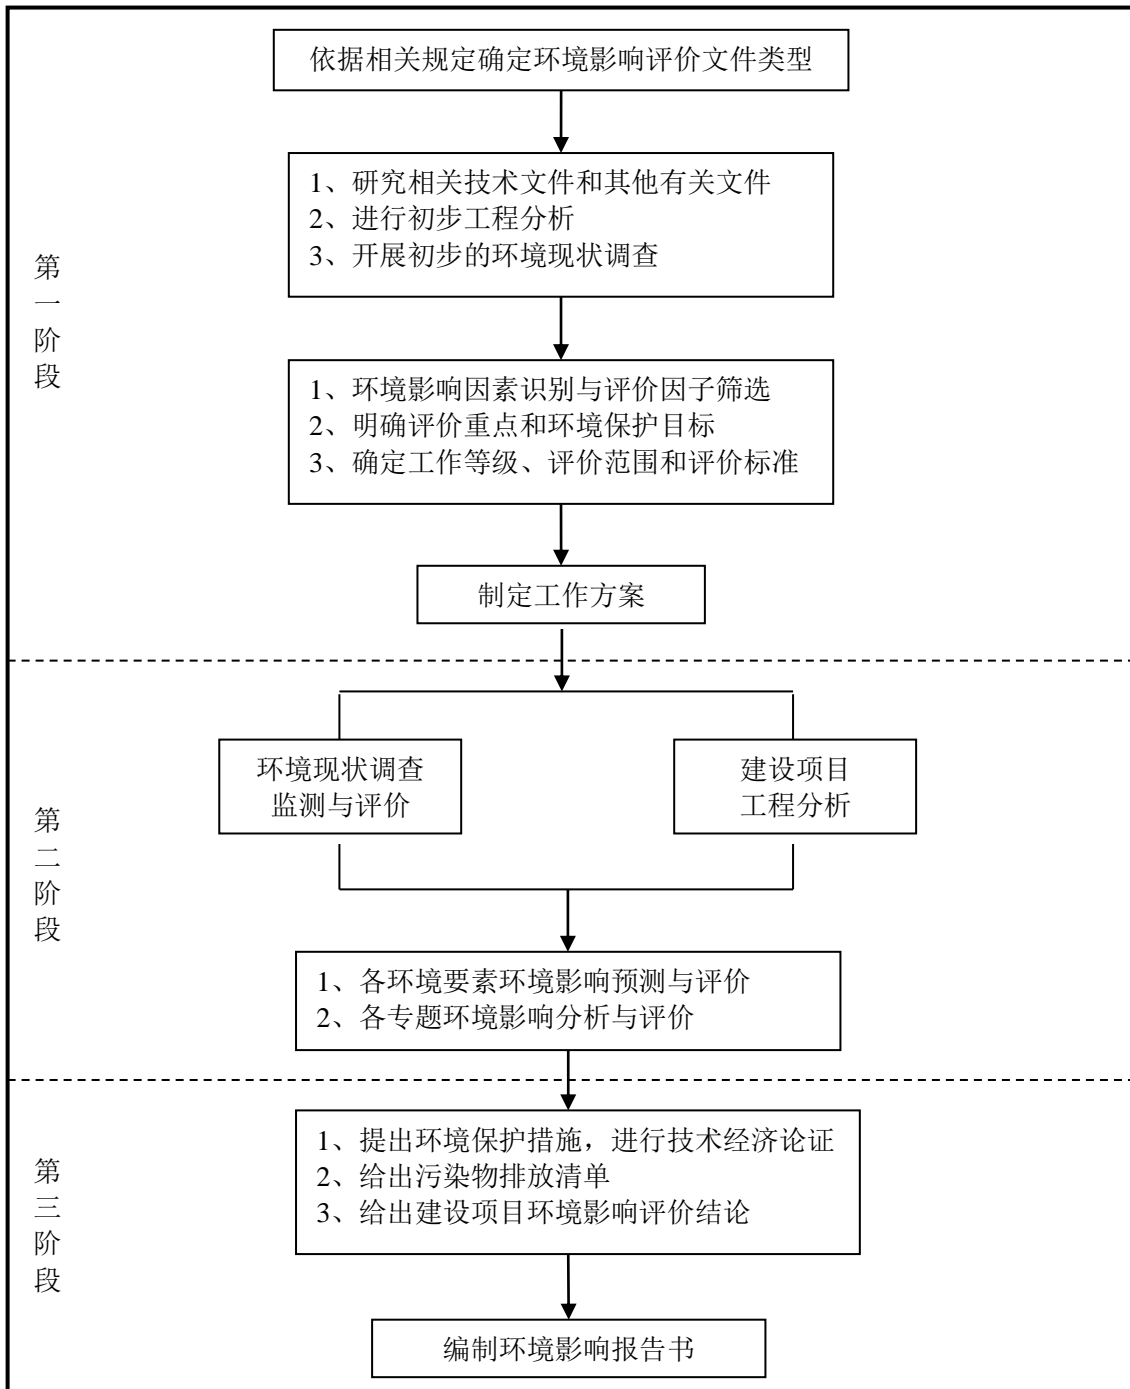 依据相关规定确定环境影响评价文件类型
1、研究相关技术文件和其他有关文件
2、进行初步工程分析
3、开展初步的环境现状调查
第一阶段
1、环境影响因素识别与评价因子筛选
2、明确评价重点和环境保护目标
3、确定工作等级、评价范围和评价标准
制定工作方案
环境现状调查
监测与评价
建设项目
工程分析
第二阶段
1、各环境要素环境影响预测与评价
2、各专题环境影响分析与评价
1、提出环境保护措施，进行技术经济论证
2、给出污染物排放清单
3、给出建设项目环境影响评价结论
第三阶段
编制环境影响报告书